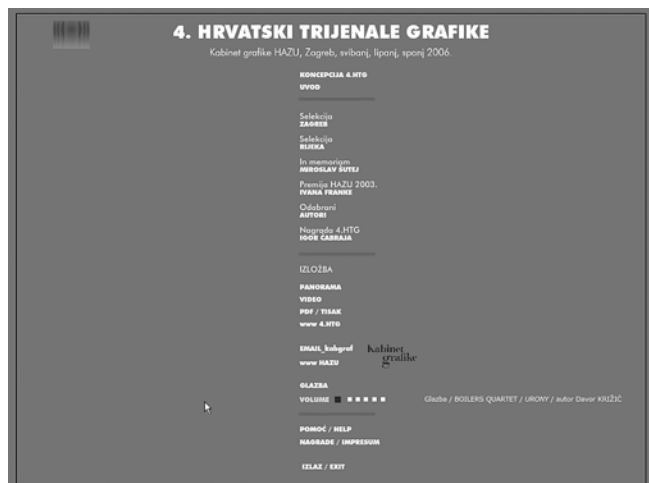 4. HRVATSKI TRIJENALE GRAFIKE
Kabinet grafike HAZU, Zagreb, svibanj, lipanj, srpanj 2006.
KONCEPCIJA 4.HTG
UVOD
Selekcija
ZAGREB
Selekcija
RIJEKA
In memoriam
MIROSLAV ŠUTEJ
Premija HAZU 2003.
IVANA FRANKE
Odabrani
AUTORI
Nagrada 4.HTG
IGOR ČABRAJA
IZLOŽBA
PANORAMA
VIDEO
PDF / TISAK
www 4.HTG
EMAIL_kabgraf
Kabinet
grafike
www HAZU
GLAZBA
VOLUME
Glazba / BOILERS QUARTET / URONY / autor Davor KRIŽIĆ
POMOĆ / HELP
NAGRADE / IMPRESUM
IZLAZ / EXIT